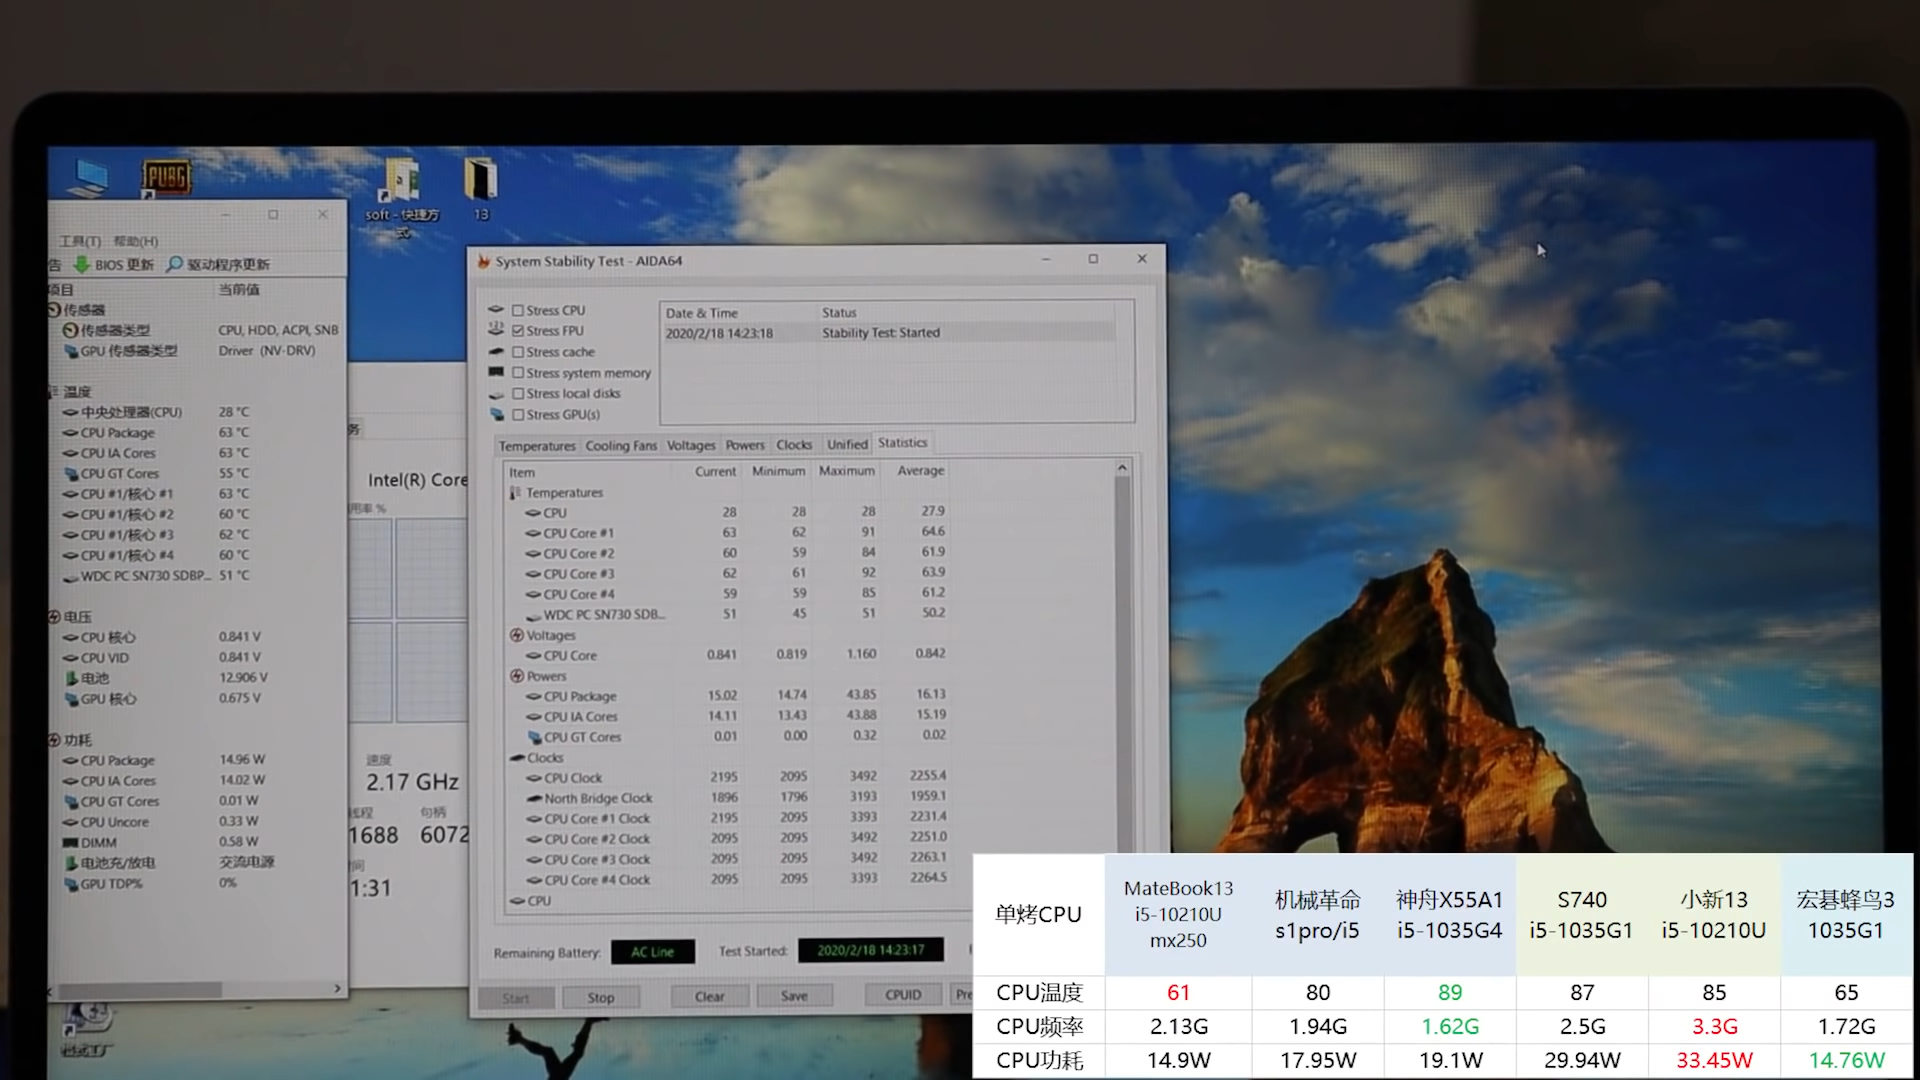 PUBG
soft - 快捷方式
13
工具(T) 帮助(H)
告 BIOS 更新 驱动程序更新
项目 当前值
传感器
传感器类型 CPU, HDD, ACPI, SNB
GPU 传感器类型 Driver (NV-DRV)
温度
中央处理器(CPU) 28 °C
CPU Package 63 °C
CPU IA Cores 63 °C
CPU GT Cores 55 °C
CPU #1/核心 #1 63 °C
CPU #1/核心 #2 60 °C
CPU #1/核心 #3 62 °C
CPU #1/核心 #4 60 °C
WDC PC SN730 SDBP... 51 °C
电压
CPU 核心 0.841 V
CPU VID 0.841 V
电池 12.906 V
GPU 核心 0.675 V
功耗
CPU Package 14.96 W
CPU IA Cores 14.02 W
CPU GT Cores 0.01 W
CPU Uncore 0.33 W
DIMM 0.58 W
电池充/放电 交流电源
GPU TDP% 0%
务
Intel(R) Core
用率 %
速度
2.17 GHz
线程 句柄
1688 6072
间
1:31
System Stability Test - AIDA64
Stress CPU
Stress FPU
Stress cache
Stress system memory
Stress local disks
Stress GPU(s)
Date & Time Status
2020/2/18 14:23:18 Stability Test: Started
Temperatures Cooling Fans Voltages Powers Clocks Unified Statistics
Item Current Minimum Maximum Average
Temperatures
CPU 28 28 28 27.9
CPU Core #1 63 62 91 64.6
CPU Core #2 60 59 84 61.9
CPU Core #3 62 61 92 63.9
CPU Core #4 59 59 85 61.2
WDC PC SN730 SDB... 51 45 51 50.2
Voltages
CPU Core 0.841 0.819 1.160 0.842
Powers
CPU Package 15.02 14.74 43.85 16.13
CPU IA Cores 14.11 13.43 43.88 15.19
CPU GT Cores 0.01 0.00 0.32 0.02
Clocks
CPU Clock 2195 2095 3492 2255.4
North Bridge Clock 1896 1796 3193 1959.1
CPU Core #1 Clock 2195 2095 3393 2231.4
CPU Core #2 Clock 2095 2095 3492 2251.0
CPU Core #3 Clock 2095 2095 3492 2263.1
CPU Core #4 Clock 2095 2095 3393 2264.5
CPU
Remaining Battery: AC Line Test Started: 2020/2/18 14:23:17
Start Stop Clear Save CPUID Pre
单烤CPU MateBook13 i5-10210U mx250 机械革命 s1pro/i5 神舟X55A1 i5-1035G4 S740 i5-1035G1 小新13 i5-10210U 宏碁蜂鸟3 1035G1
CPU温度 61 80 89 87 85 65
CPU频率 2.13G 1.94G 1.62G 2.5G 3.3G 1.72G
CPU功耗 14.9W 17.95W 19.1W 29.94W 33.45W 14.76W